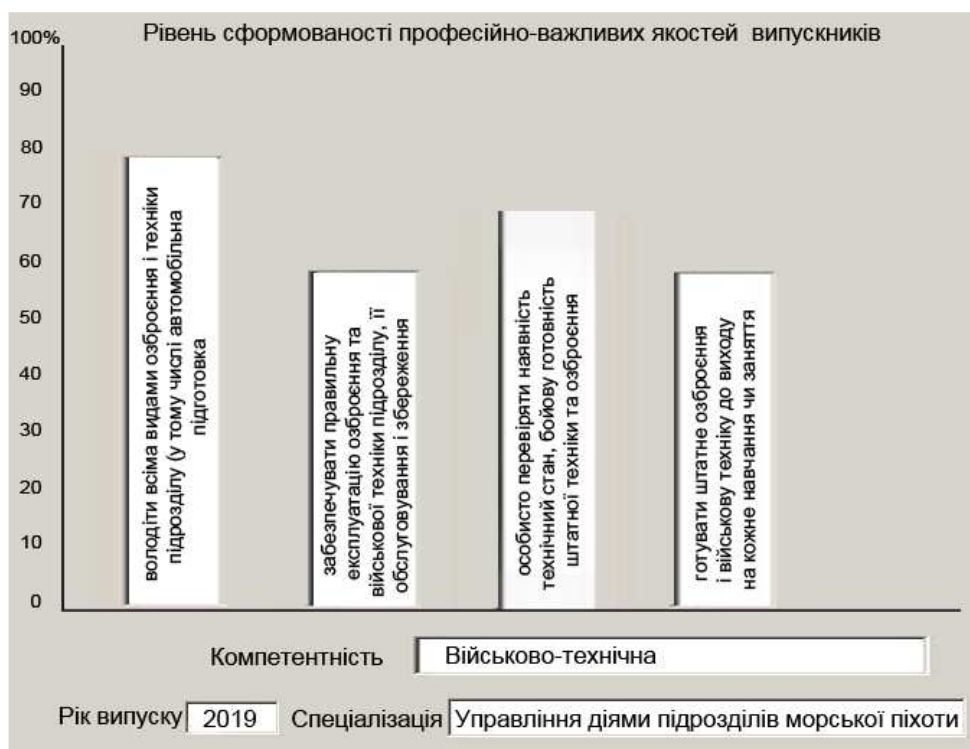 Рівень сформованості професійно-важливих якостей випускників
100%
90
80
70
60
50
40
30
20
10
0
володіти всіма видами озброєння і техніки
підрозділу (у тому числі автомобільна
підготовка
забезпечувати правильну
експлуатацію озброєння та
військової техніки підрозділу, її
обслуговування і збереження
особисто перевіряти наявність
технічний стан, бойову готовність
штатної техніки та озброєння
готувати штатне озброєння
і військову техніку до виходу
на кожне навчання чи заняття
Компетентність Військово-технічна
Рік випуску 2019 Спеціалізація Управління діями підрозділів морської піхоти